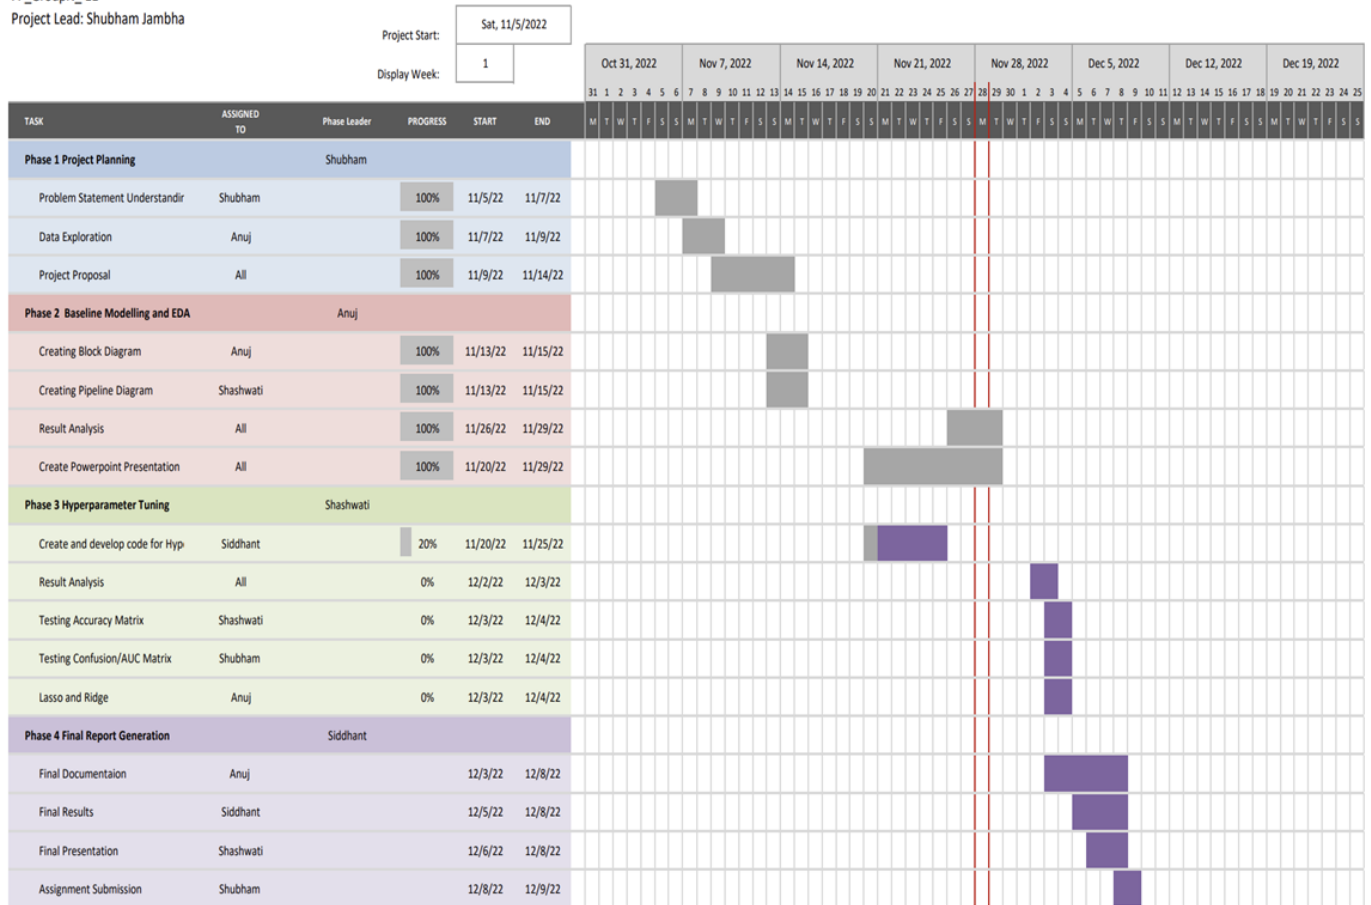 Project Lead: Shubham Jambha
Project Start: Sat, 11/5/2022
Display Week: 1
Oct 31, 2022 Nov 7, 2022 Nov 14, 2022 Nov 21, 2022 Nov 28, 2022 Dec 5, 2022 Dec 12, 2022 Dec 19, 2022
31 1 2 3 4 5 6 7 8 9 10 11 12 13 14 15 16 17 18 19 20 21 22 23 24 25 26 27 28 29 30 1 2 3 4 5 6 7 8 9 10 11 12 13 14 15 16 17 18 19 20 21 22 23 24 25
TASK ASSIGNED TO Phase Leader PROGRESS START END M T W T F S S M T W T F S S M T W T F S S M T W T F S S M T W T F S S M T W T F S S M T W T F S S M T W T F S S
Phase 1 Project Planning Shubham
Problem Statement Understandin Shubham 100% 11/5/22 11/7/22
Data Exploration Anuj 100% 11/7/22 11/9/22
Project Proposal All 100% 11/9/22 11/14/22
Phase 2 Baseline Modelling and EDA Anuj
Creating Block Diagram Anuj 100% 11/13/22 11/15/22
Creating Pipeline Diagram Shashwati 100% 11/13/22 11/15/22
Result Analysis All 100% 11/26/22 11/29/22
Create Powerpoint Presentation All 100% 11/20/22 11/29/22
Phase 3 Hyperparameter Tuning Shashwati
Create and develop code for Hyp Siddhant 20% 11/20/22 11/25/22
Result Analysis All 0% 12/2/22 12/3/22
Testing Accuracy Matrix Shashwati 0% 12/3/22 12/4/22
Testing Confusion/AUC Matrix Shubham 0% 12/3/22 12/4/22
Lasso and Ridge Anuj 0% 12/3/22 12/4/22
Phase 4 Final Report Generation Siddhant
Final Documentaion Anuj 12/3/22 12/8/22
Final Results Siddhant 12/5/22 12/8/22
Final Presentation Shashwati 12/6/22 12/8/22
Assignment Submission Shubham 12/8/22 12/9/22